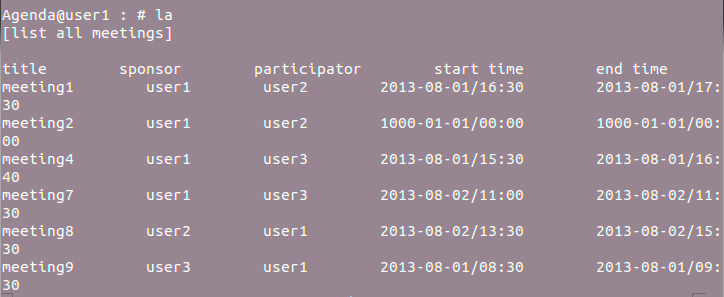 Agenda@user1 : # la
[list all meetings]
title sponsor participator start time end time
meeting1 user1 user2 2013-08-01/16:30 2013-08-01/17:
30
meeting2 user1 user2 1000-01-01/00:00 1000-01-01/00:
00
meeting4 user1 user3 2013-08-01/15:30 2013-08-01/16:
40
meeting7 user1 user3 2013-08-02/11:00 2013-08-02/11:
30
meeting8 user2 user1 2013-08-02/13:30 2013-08-02/15:
30
meeting9 user3 user1 2013-08-01/08:30 2013-08-01/09:
30